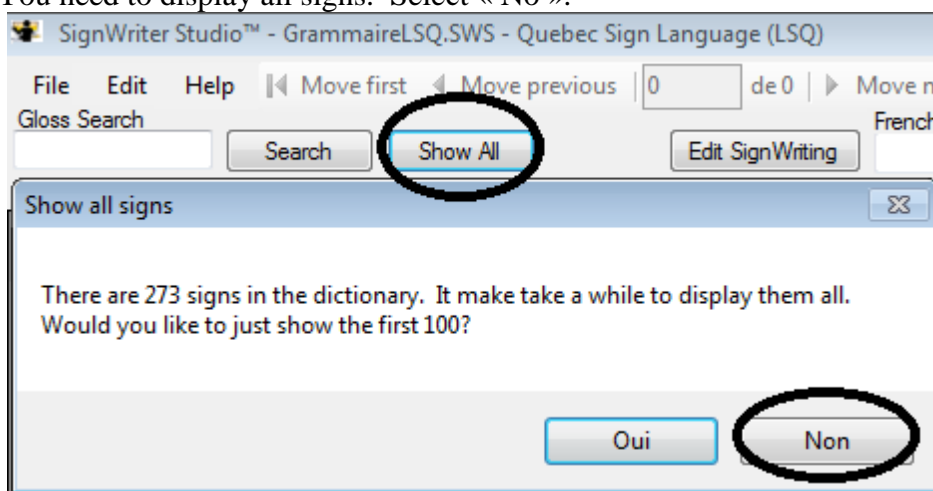 You need to display all signs. Select « No ».
SignWriter Studio™ - GrammaireLSQ.SWS - Quebec Sign Language (LSQ)
File Edit Help Move first Move previous 0 de 0 Move n
Gloss Search French
Search Show All Edit SignWriting
Show all signs
There are 273 signs in the dictionary. It make take a while to display them all.
Would you like to just show the first 100?
Oui Non